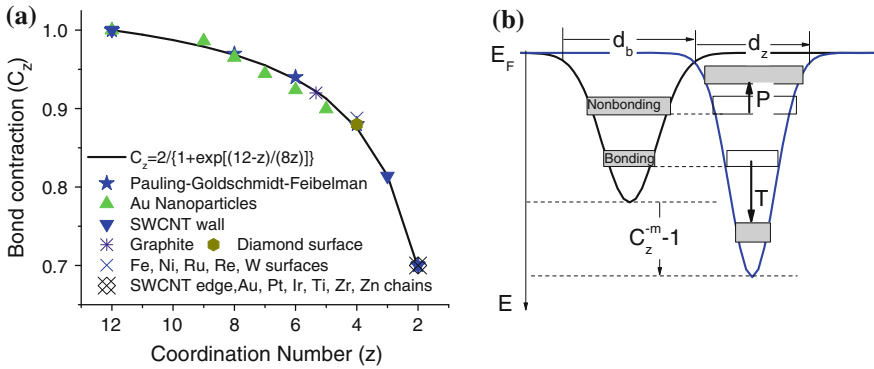 (a)
1.0
0.9
0.8
0.7
Bond contraction (C_z)
C_z=2/{1+exp[(12-z)/(8z)]}
Pauling-Goldschmidt-Feibelman
Au Nanoparticles
SWCNT wall
Graphite Diamond surface
Fe, Ni, Ru, Re, W surfaces
SWCNT edge,Au, Pt, Ir, Ti, Zr, Zn chains
12 10 8 6 4 2
Coordination Number (z)
(b)
d_b d_z
E_F
Nonbonding
P
Bonding
T
C_z^-m-1
E